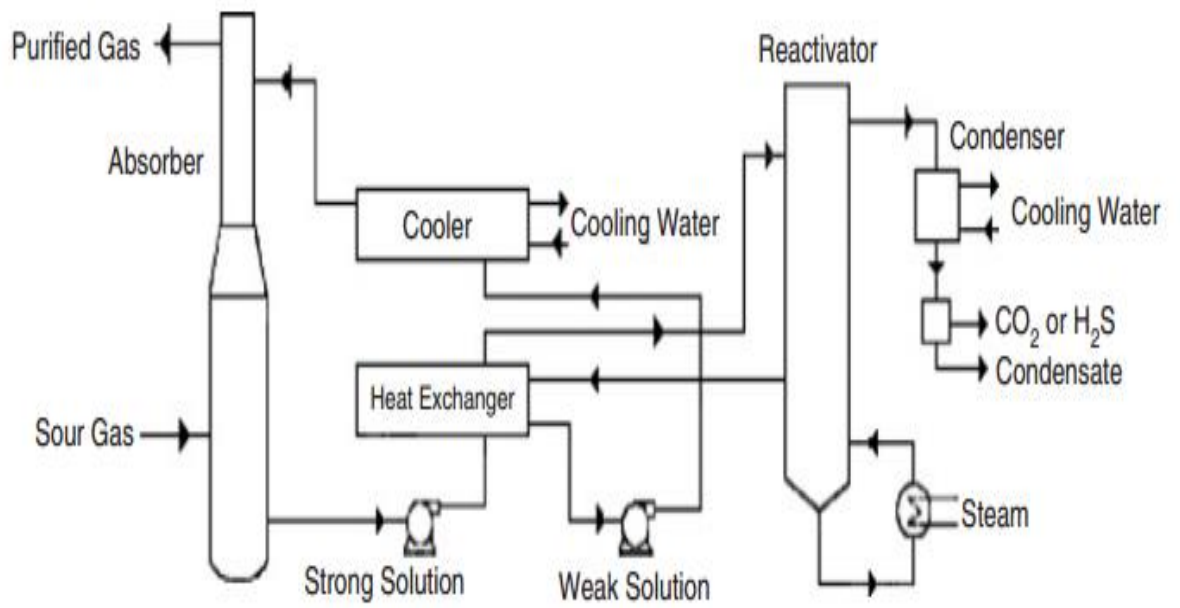 Purified Gas
Reactivator
Absorber
Condenser
Cooler
Cooling Water
Cooling Water
CO₂ or H₂S
Condensate
Heat Exchanger
Sour Gas
Steam
Strong Solution
Weak Solution